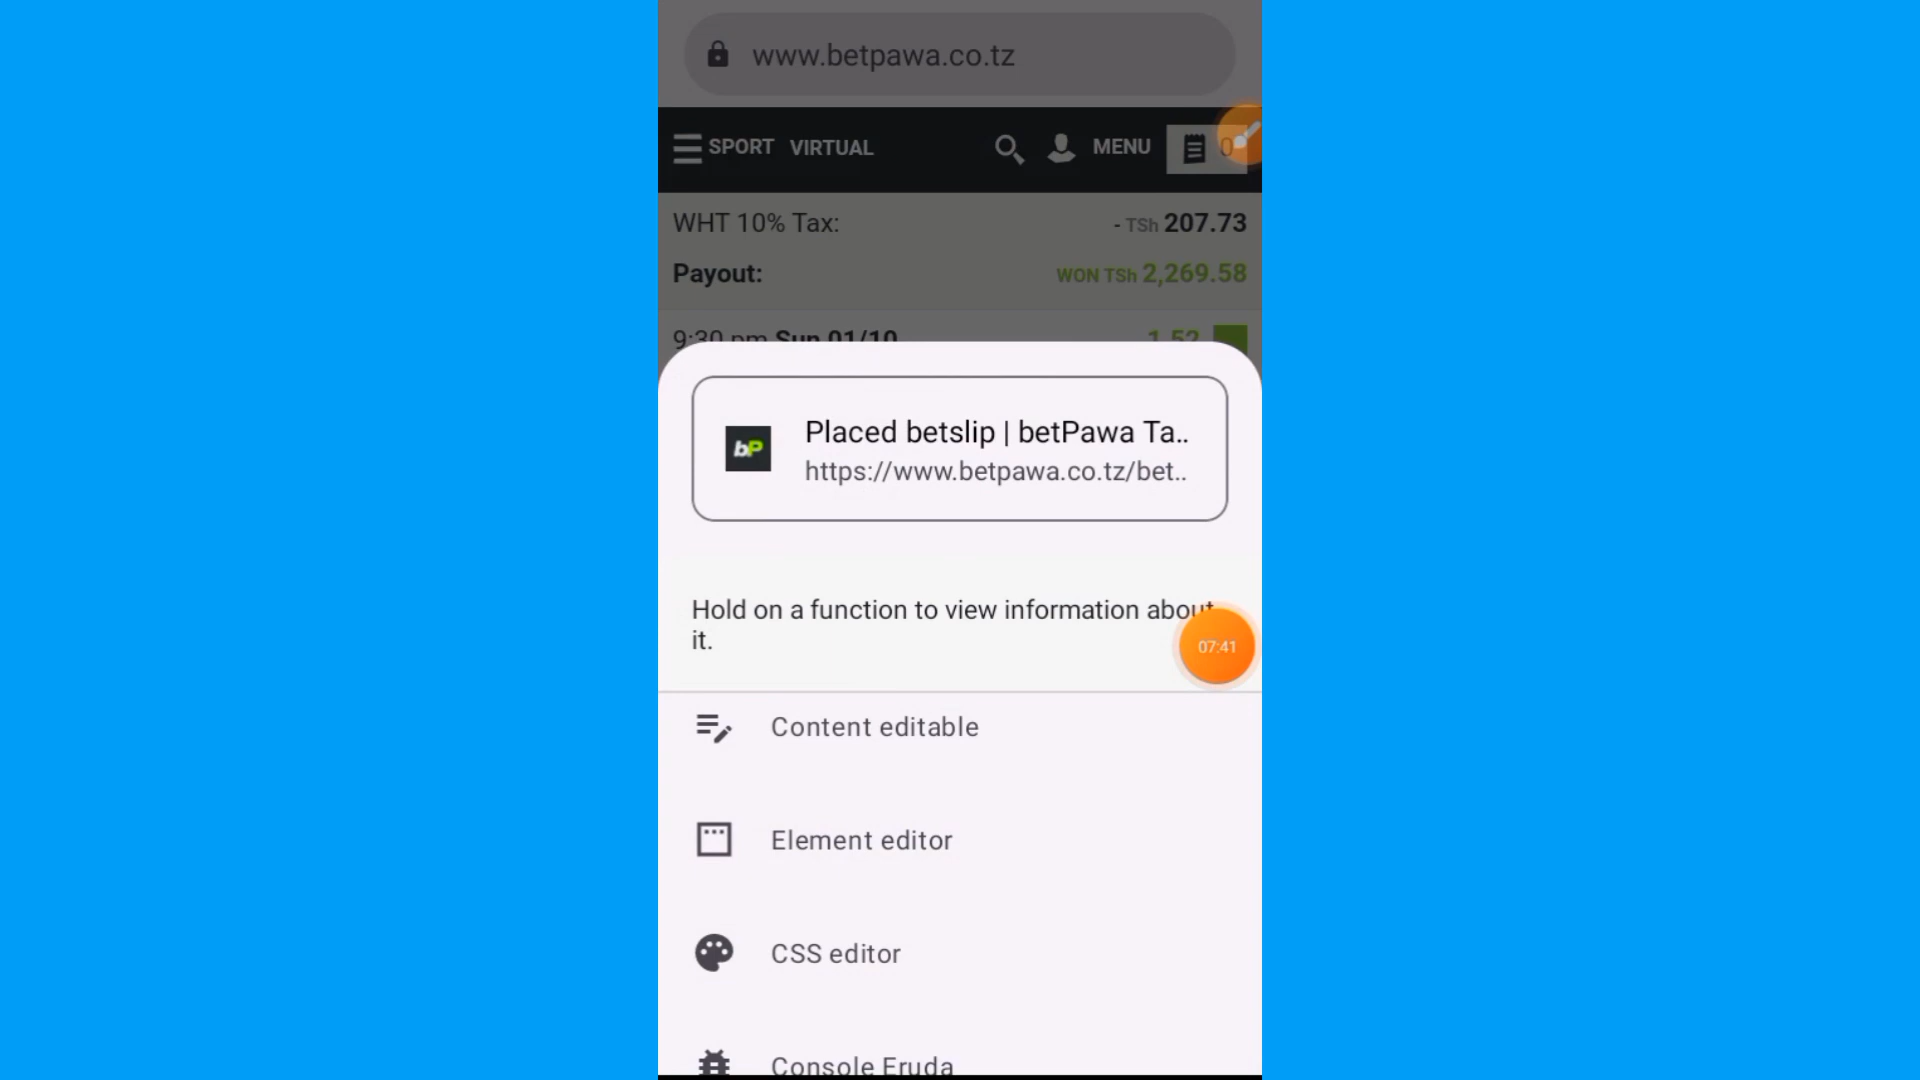 www.betpawa.co.tz
SPORT VIRTUAL MENU 0
WHT 10% Tax: - TSh 207.73
Payout: WON TSh 2,269.58
9:30 pm Sun 01/10 1.52
bP
Placed betslip | betPawa Ta..
https://www.betpawa.co.tz/bet..
Hold on a function to view information about
it.
07:41
Content editable
Element editor
CSS editor
Console Eruda